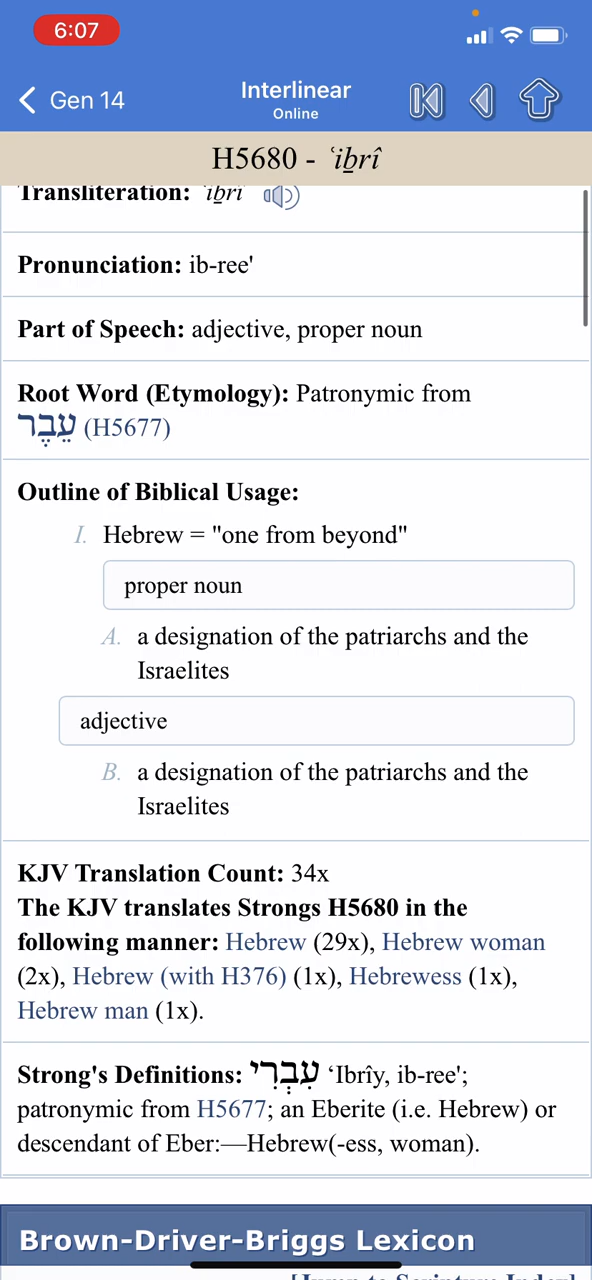 6:07
Gen 14
Interlinear
Online
H5680 - ʿiḇrî
Transliteration: ʿiḇrî
Pronunciation: ib-ree'
Part of Speech: adjective, proper noun
Root Word (Etymology): Patronymic from
עֵבֶר (H5677)
Outline of Biblical Usage:
I. Hebrew = "one from beyond"
proper noun
A. a designation of the patriarchs and the
Israelites
adjective
B. a designation of the patriarchs and the
Israelites
KJV Translation Count: 34x
The KJV translates Strongs H5680 in the
following manner: Hebrew (29x), Hebrew woman
(2x), Hebrew (with H376) (1x), Hebrewess (1x),
Hebrew man (1x).
Strong's Definitions: עִבְרִי ʻIbrîy, ib-ree';
patronymic from H5677; an Eberite (i.e. Hebrew) or
descendant of Eber:—Hebrew(-ess, woman).
Brown-Driver-Briggs Lexicon
[Jump to Scripture Index]